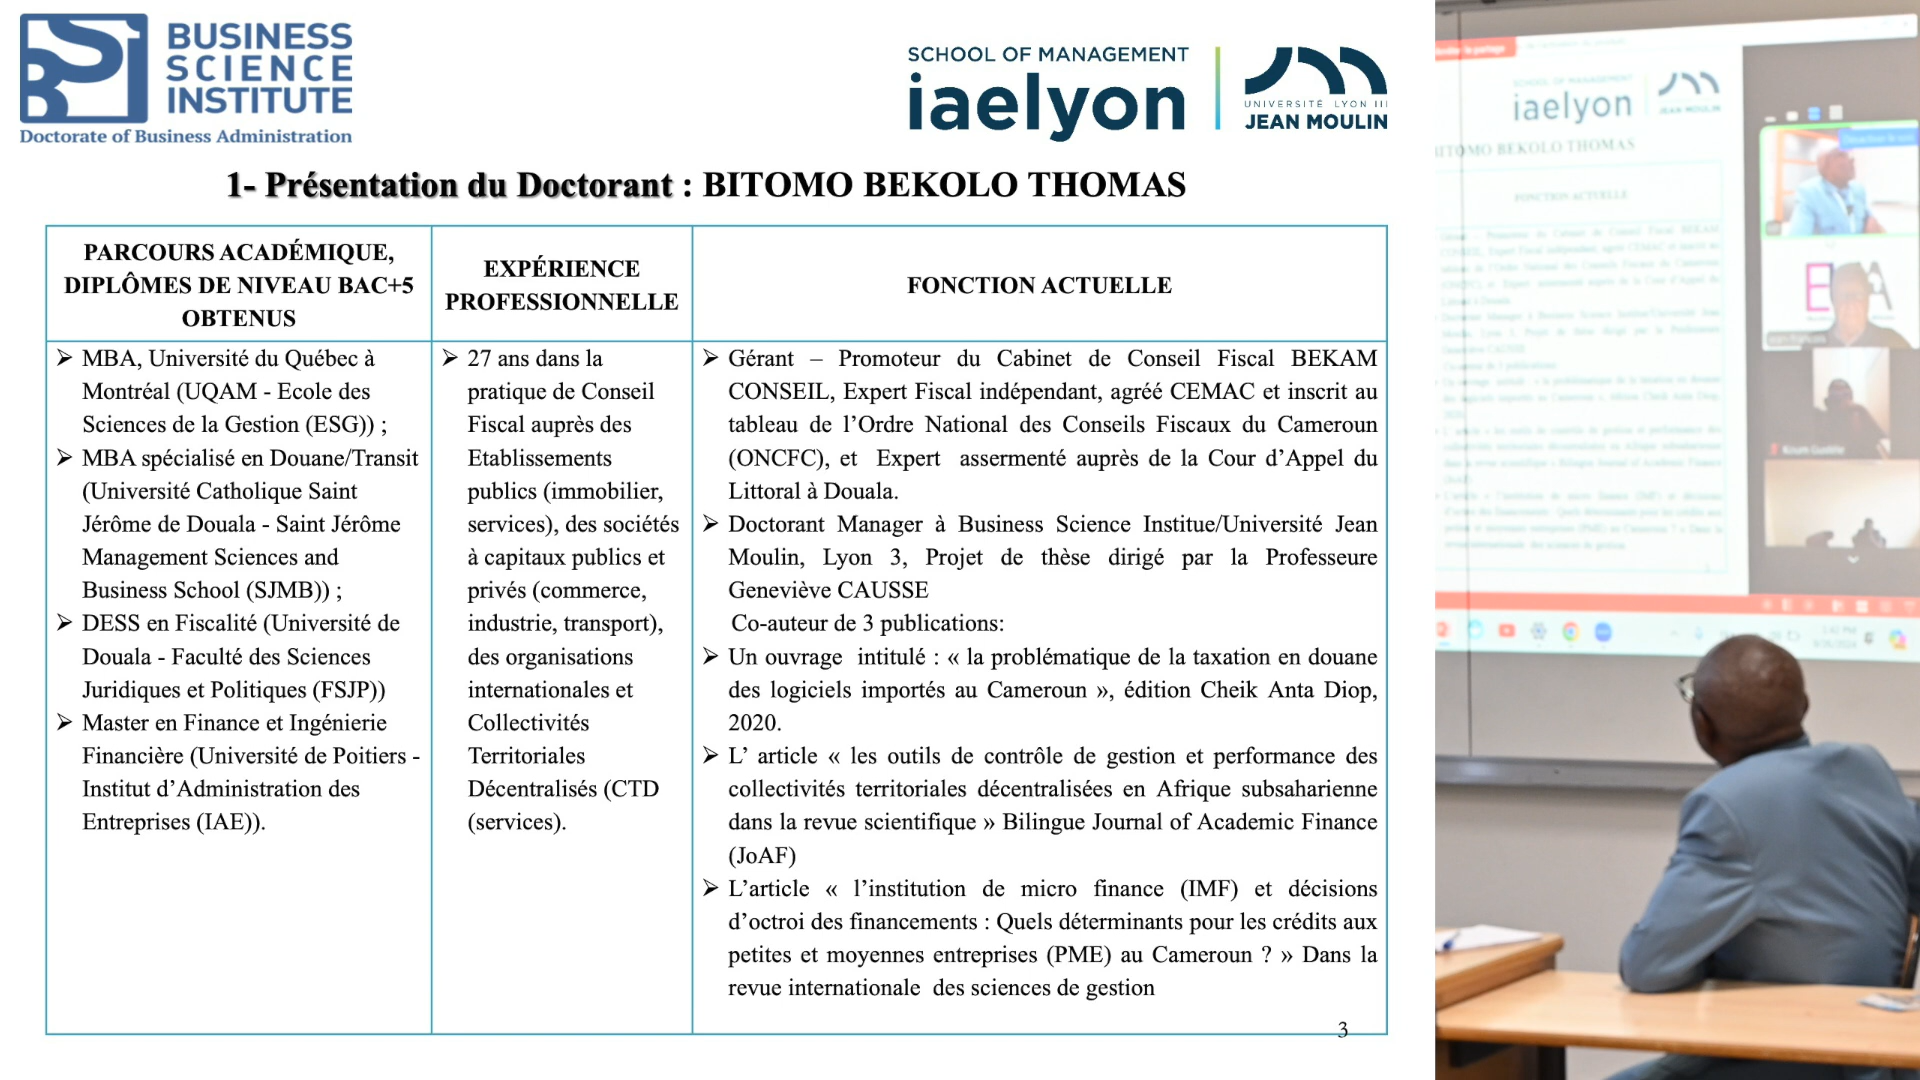 BUSINESS
SCIENCE
INSTITUTE
Doctorate of Business Administration
SCHOOL OF MANAGEMENT
iaelyon
UNIVERSITÉ LYON III
JEAN MOULIN
1- Présentation du Doctorant : BITOMO BEKOLO THOMAS
PARCOURS ACADÉMIQUE,
DIPLÔMES DE NIVEAU BAC+5
OBTENUS
➢ MBA, Université du Québec à
Montréal (UQAM - Ecole des
Sciences de la Gestion (ESG)) ;
➢ MBA spécialisé en Douane/Transit
(Université Catholique Saint
Jérôme de Douala - Saint Jérôme
Management Sciences and
Business School (SJMB)) ;
➢ DESS en Fiscalité (Université de
Douala - Faculté des Sciences
Juridiques et Politiques (FSJP))
➢ Master en Finance et Ingénierie
Financière (Université de Poitiers -
Institut d’Administration des
Entreprises (IAE)).
EXPÉRIENCE
PROFESSIONNELLE
➢ 27 ans dans la
pratique de Conseil
Fiscal auprès des
Etablissements
publics (immobilier,
services), des sociétés
à capitaux publics et
privés (commerce,
industrie, transport),
des organisations
internationales et
Collectivités
Territoriales
Décentralisés (CTD
(services).
FONCTION ACTUELLE
➢ Gérant – Promoteur du Cabinet de Conseil Fiscal BEKAM
CONSEIL, Expert Fiscal indépendant, agréé CEMAC et inscrit au
tableau de l’Ordre National des Conseils Fiscaux du Cameroun
(ONCFC), et Expert assermenté auprès de la Cour d’Appel du
Littoral à Douala.
➢ Doctorant Manager à Business Science Institue/Université Jean
Moulin, Lyon 3, Projet de thèse dirigé par la Professeure
Geneviève CAUSSE
Co-auteur de 3 publications:
➢ Un ouvrage intitulé : « la problématique de la taxation en douane
des logiciels importés au Cameroun », édition Cheik Anta Diop,
2020.
➢ L’ article « les outils de contrôle de gestion et performance des
collectivités territoriales décentralisées en Afrique subsaharienne
dans la revue scientifique » Bilingue Journal of Academic Finance
(JoAF)
➢ L’article « l’institution de micro finance (IMF) et décisions
d’octroi des financements : Quels déterminants pour les crédits aux
petites et moyennes entreprises (PME) au Cameroun ? » Dans la
revue internationale des sciences de gestion
3
SCHOOL OF MANAGEMENT
iaelyon
JEAN MOULIN
BITOMO BEKOLO THOMAS
FONCTION ACTUELLE